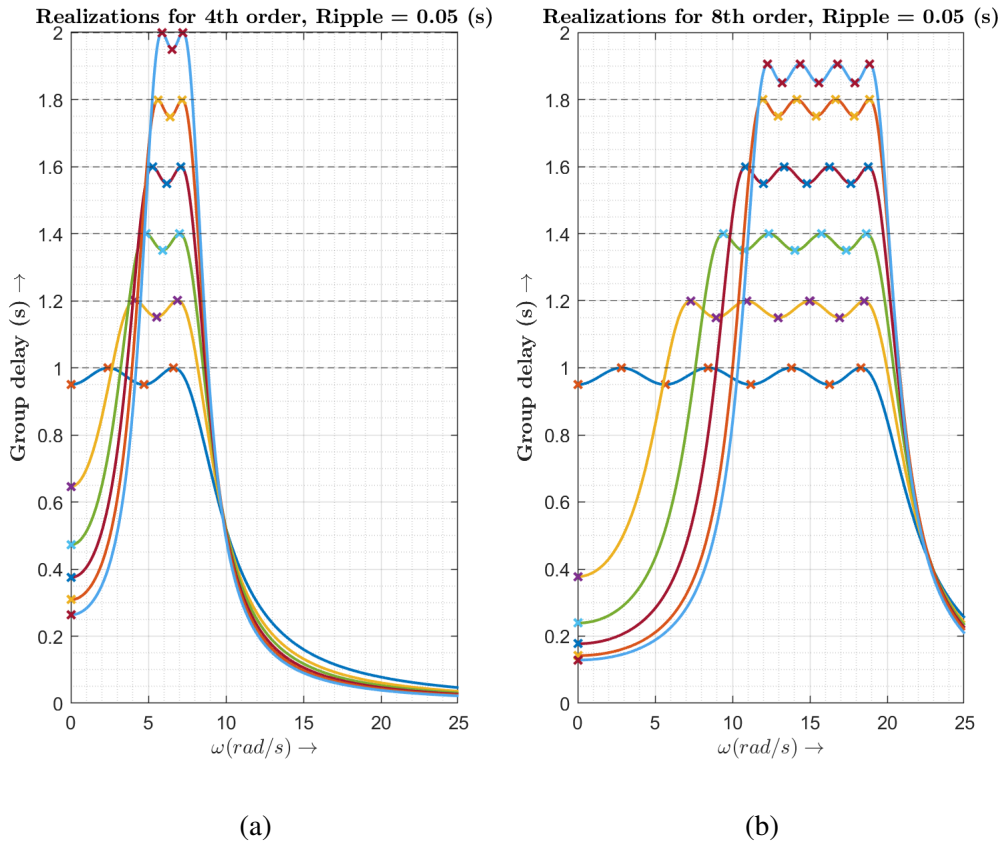 Realizations for 4th order, Ripple = 0.05 (s)
2
1.8
1.6
1.4
1.2
1
0.8
0.6
0.4
0.2
0
Group delay (s) →
0 5 10 15 20 25
ω(rad/s) →
(a)
Realizations for 8th order, Ripple = 0.05 (s)
2
1.8
1.6
1.4
1.2
1
0.8
0.6
0.4
0.2
0
Group delay (s) →
0 5 10 15 20 25
ω(rad/s) →
(b)